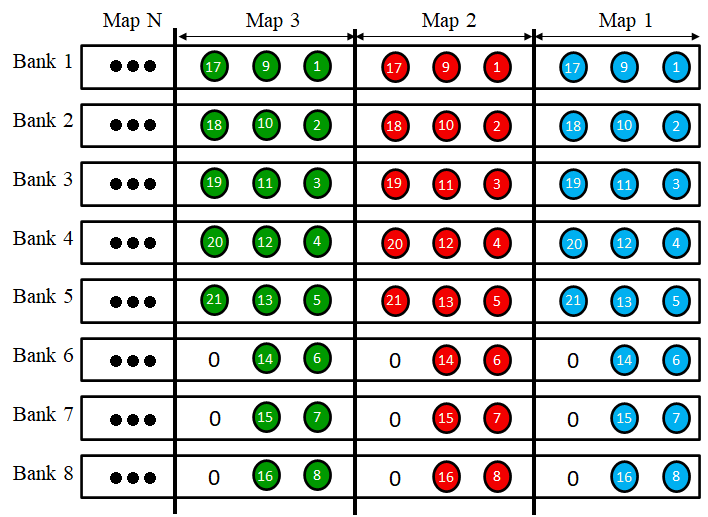 Map N Map 3 Map 2 Map 1
Bank 1 17 9 1 17 9 1 17 9 1
Bank 2 18 10 2 18 10 2 18 10 2
Bank 3 19 11 3 19 11 3 19 11 3
Bank 4 20 12 4 20 12 4 20 12 4
Bank 5 21 13 5 21 13 5 21 13 5
Bank 6 0 14 6 0 14 6 0 14 6
Bank 7 0 15 7 0 15 7 0 15 7
Bank 8 0 16 8 0 16 8 0 16 8